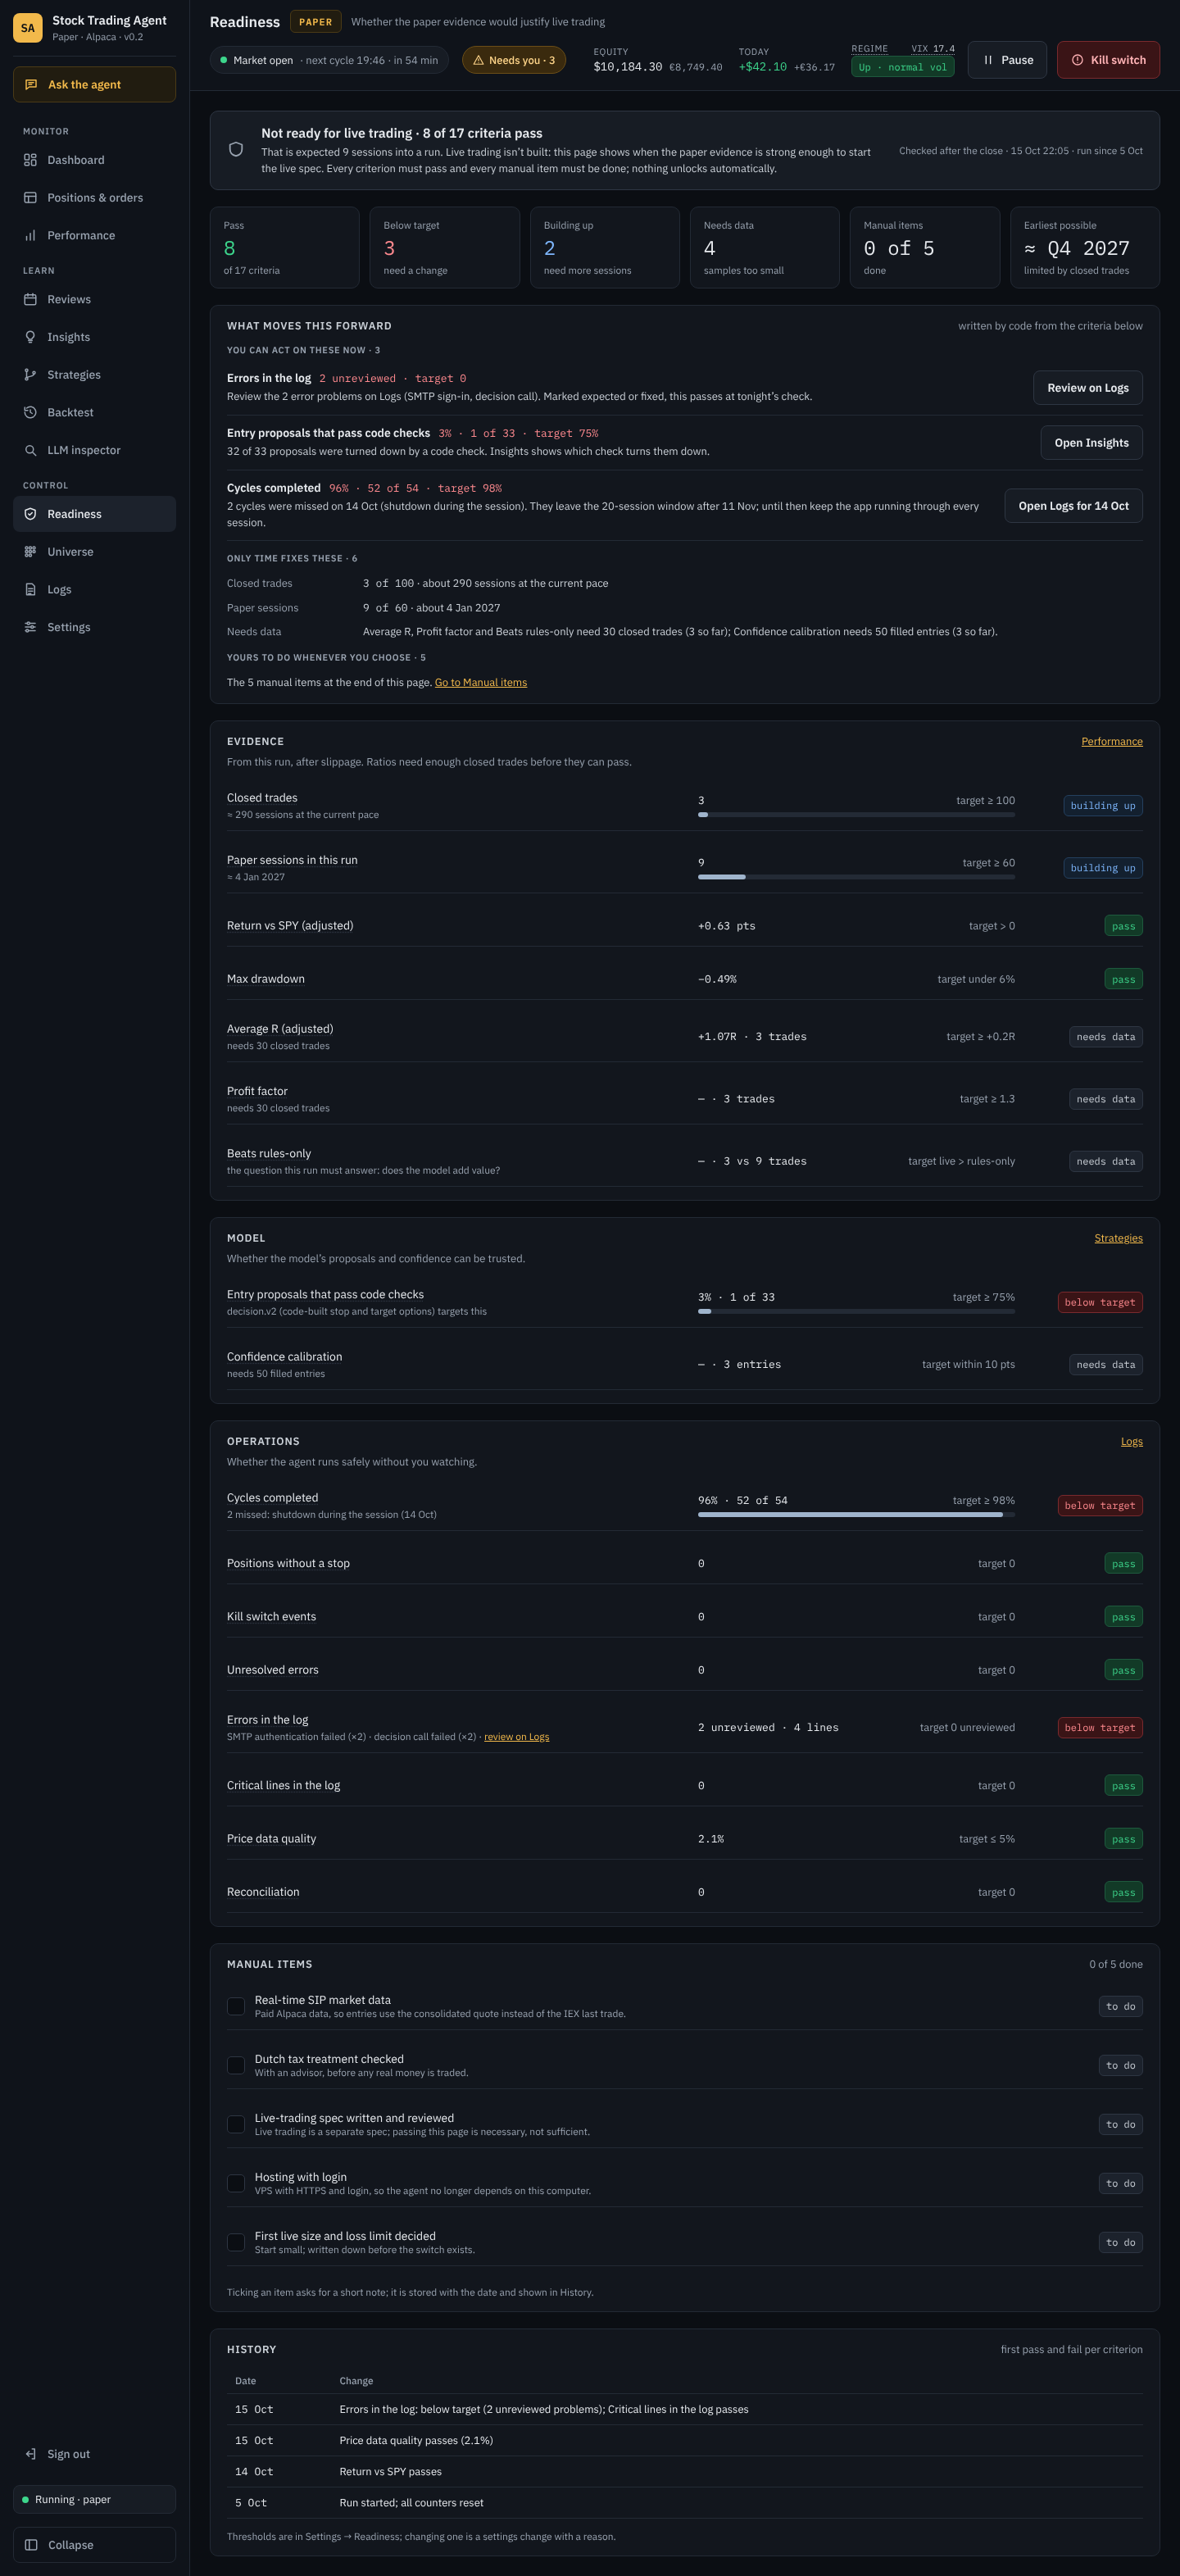 SA
Stock Trading Agent
Paper · Alpaca · v0.2
Ask the agent
MONITOR
Dashboard
Positions & orders
Performance
LEARN
Reviews
Insights
Strategies
Backtest
LLM inspector
CONTROL
Readiness
Universe
Logs
Settings
Sign out
Running · paper
Collapse
Readiness PAPER Whether the paper evidence would justify live trading
Market open · next cycle 19:46 · in 54 min
Needs you · 3
EQUITY
$10,184.30 €8,749.40
TODAY
+$42.10 +€36.17
REGIME VIX 17.4
Up · normal vol
Pause
Kill switch
Not ready for live trading · 8 of 17 criteria pass
That is expected 9 sessions into a run. Live trading isn't built: this page shows when the paper evidence is strong enough to start
the live spec. Every criterion must pass and every manual item must be done; nothing unlocks automatically.
Checked after the close · 15 Oct 22:05 · run since 5 Oct
Pass
8
of 17 criteria
Below target
3
need a change
Building up
2
need more sessions
Needs data
4
samples too small
Manual items
0 of 5
done
Earliest possible
≈ Q4 2027
limited by closed trades
WHAT MOVES THIS FORWARD
written by code from the criteria below
YOU CAN ACT ON THESE NOW · 3
Errors in the log 2 unreviewed · target 0
Review the 2 error problems on Logs (SMTP sign-in, decision call). Marked expected or fixed, this passes at tonight's check.
Review on Logs
Entry proposals that pass code checks 3% · 1 of 33 · target 75%
32 of 33 proposals were turned down by a code check. Insights shows which check turns them down.
Open Insights
Cycles completed 96% · 52 of 54 · target 98%
2 cycles were missed on 14 Oct (shutdown during the session). They leave the 20-session window after 11 Nov; until then keep the app running through every
session.
Open Logs for 14 Oct
ONLY TIME FIXES THESE · 6
Closed trades 3 of 100 · about 290 sessions at the current pace
Paper sessions 9 of 60 · about 4 Jan 2027
Needs data Average R, Profit factor and Beats rules-only need 30 closed trades (3 so far); Confidence calibration needs 50 filled entries (3 so far).
YOURS TO DO WHENEVER YOU CHOOSE · 5
The 5 manual items at the end of this page. Go to Manual items
EVIDENCE
Performance
From this run, after slippage. Ratios need enough closed trades before they can pass.
Closed trades
≈ 290 sessions at the current pace
3 target ≥ 100
building up
Paper sessions in this run
≈ 4 Jan 2027
9 target ≥ 60
building up
Return vs SPY (adjusted) +0.63 pts target > 0 pass
Max drawdown −0.49% target under 6% pass
Average R (adjusted)
needs 30 closed trades
+1.07R · 3 trades target ≥ +0.2R needs data
Profit factor
needs 30 closed trades
— · 3 trades target ≥ 1.3 needs data
Beats rules-only
the question this run must answer: does the model add value?
— · 3 vs 9 trades target live > rules-only needs data
MODEL
Strategies
Whether the model's proposals and confidence can be trusted.
Entry proposals that pass code checks
decision.v2 (code-built stop and target options) targets this
3% · 1 of 33 target ≥ 75%
below target
Confidence calibration
needs 50 filled entries
— · 3 entries target within 10 pts needs data
OPERATIONS
Logs
Whether the agent runs safely without you watching.
Cycles completed
2 missed: shutdown during the session (14 Oct)
96% · 52 of 54 target ≥ 98%
below target
Positions without a stop 0 target 0 pass
Kill switch events 0 target 0 pass
Unresolved errors 0 target 0 pass
Errors in the log
SMTP authentication failed (×2) · decision call failed (×2) · review on Logs
2 unreviewed · 4 lines target 0 unreviewed below target
Critical lines in the log 0 target 0 pass
Price data quality 2.1% target ≤ 5% pass
Reconciliation 0 target 0 pass
MANUAL ITEMS
0 of 5 done
Real-time SIP market data
Paid Alpaca data, so entries use the consolidated quote instead of the IEX last trade.
to do
Dutch tax treatment checked
With an advisor, before any real money is traded.
to do
Live-trading spec written and reviewed
Live trading is a separate spec; passing this page is necessary, not sufficient.
to do
Hosting with login
VPS with HTTPS and login, so the agent no longer depends on this computer.
to do
First live size and loss limit decided
Start small; written down before the switch exists.
to do
Ticking an item asks for a short note; it is stored with the date and shown in History.
HISTORY
first pass and fail per criterion
Date Change
15 Oct Errors in the log: below target (2 unreviewed problems); Critical lines in the log passes
15 Oct Price data quality passes (2.1%)
14 Oct Return vs SPY passes
5 Oct Run started; all counters reset
Thresholds are in Settings → Readiness; changing one is a settings change with a reason.